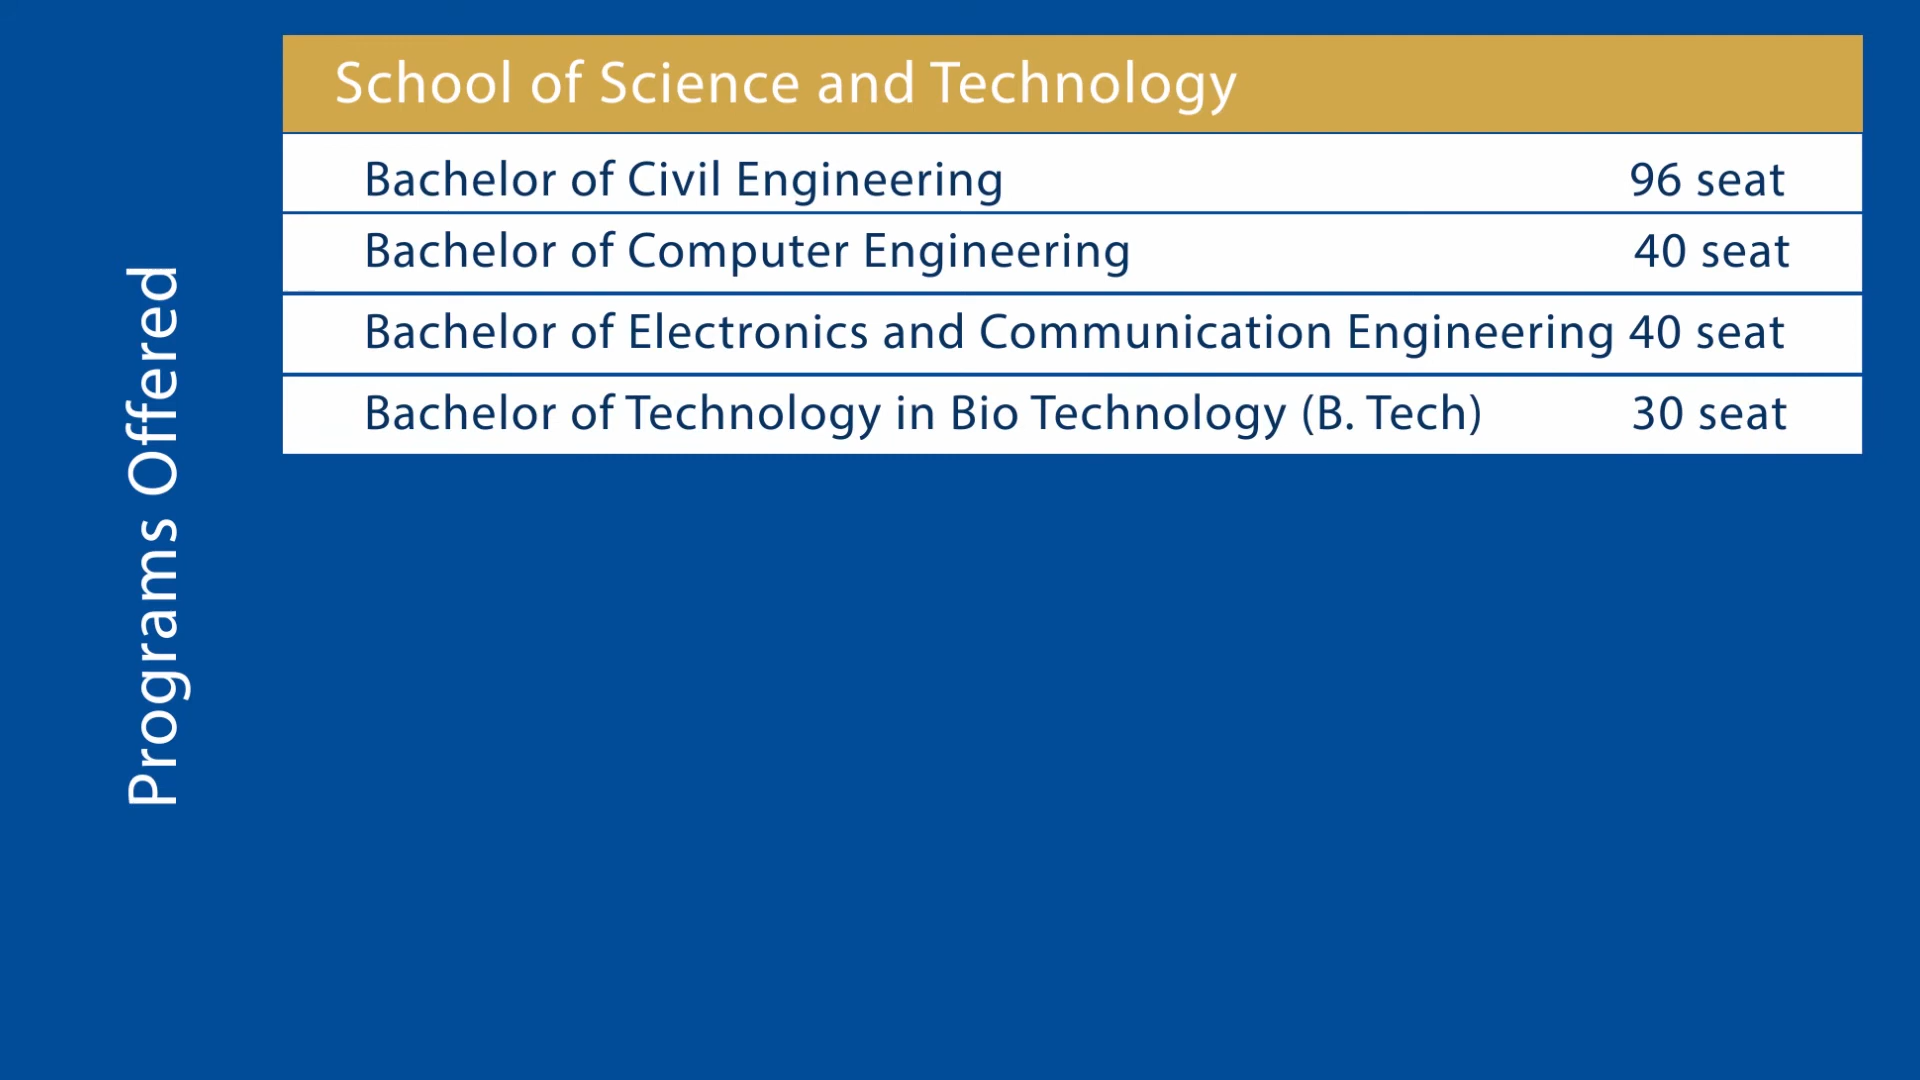 Programs Offered
School of Science and Technology
Bachelor of Civil Engineering 96 seat
Bachelor of Computer Engineering 40 seat
Bachelor of Electronics and Communication Engineering 40 seat
Bachelor of Technology in Bio Technology (B. Tech) 30 seat